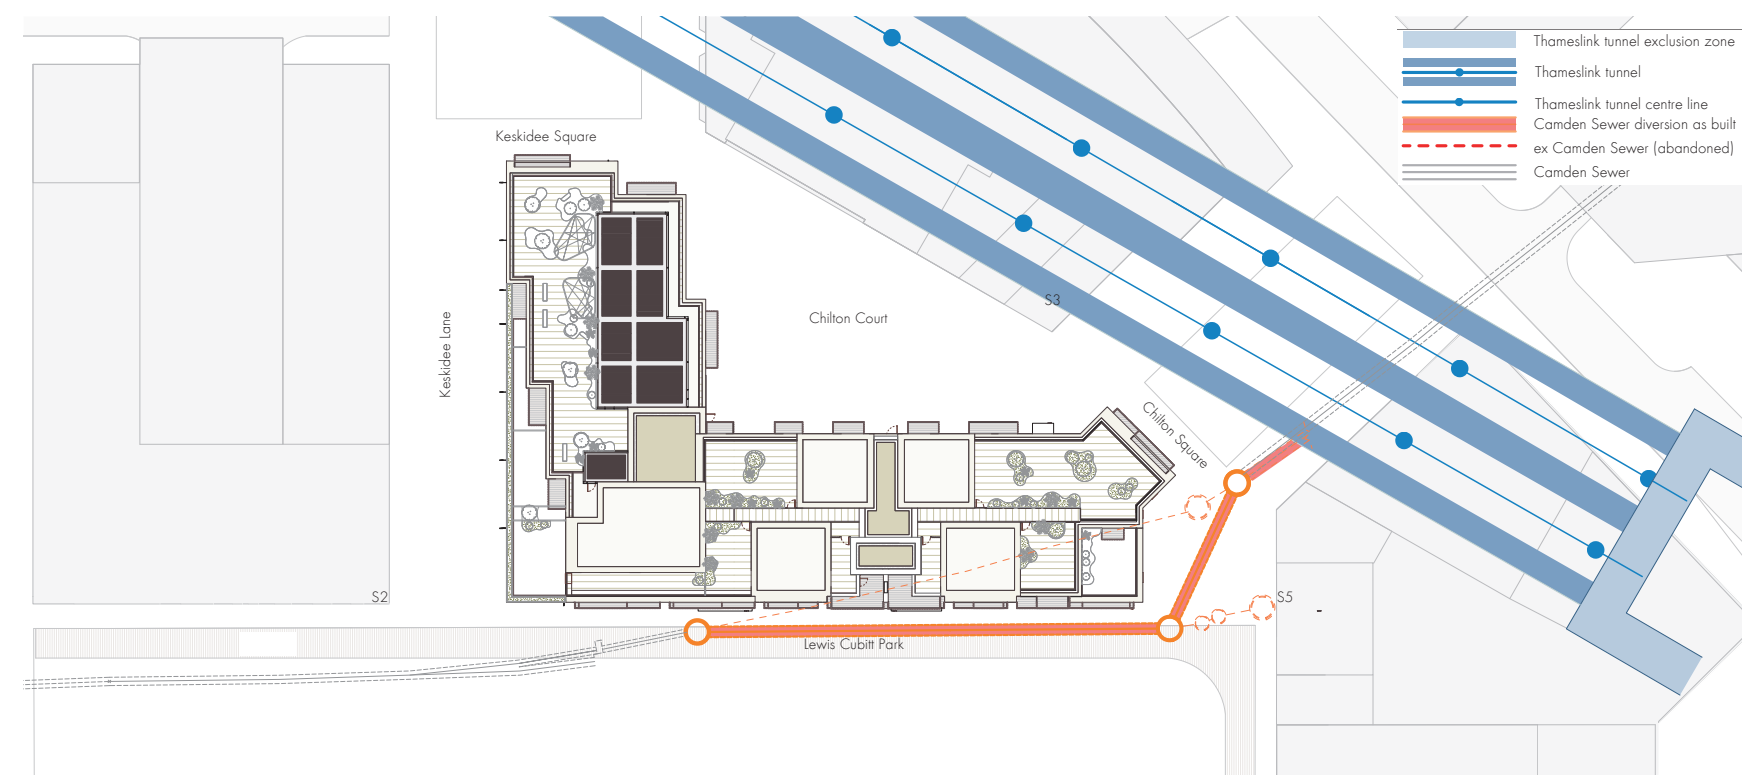 Thameslink tunnel exclusion zone
Thameslink tunnel
Thameslink tunnel centre line
Camden Sewer diversion as built
ex Camden Sewer (abandoned)
Camden Sewer
Keskidee Square
Keskidee Lane
Chilton Court
S3
Chilton Square
S2
S5
Lewis Cubitt Park